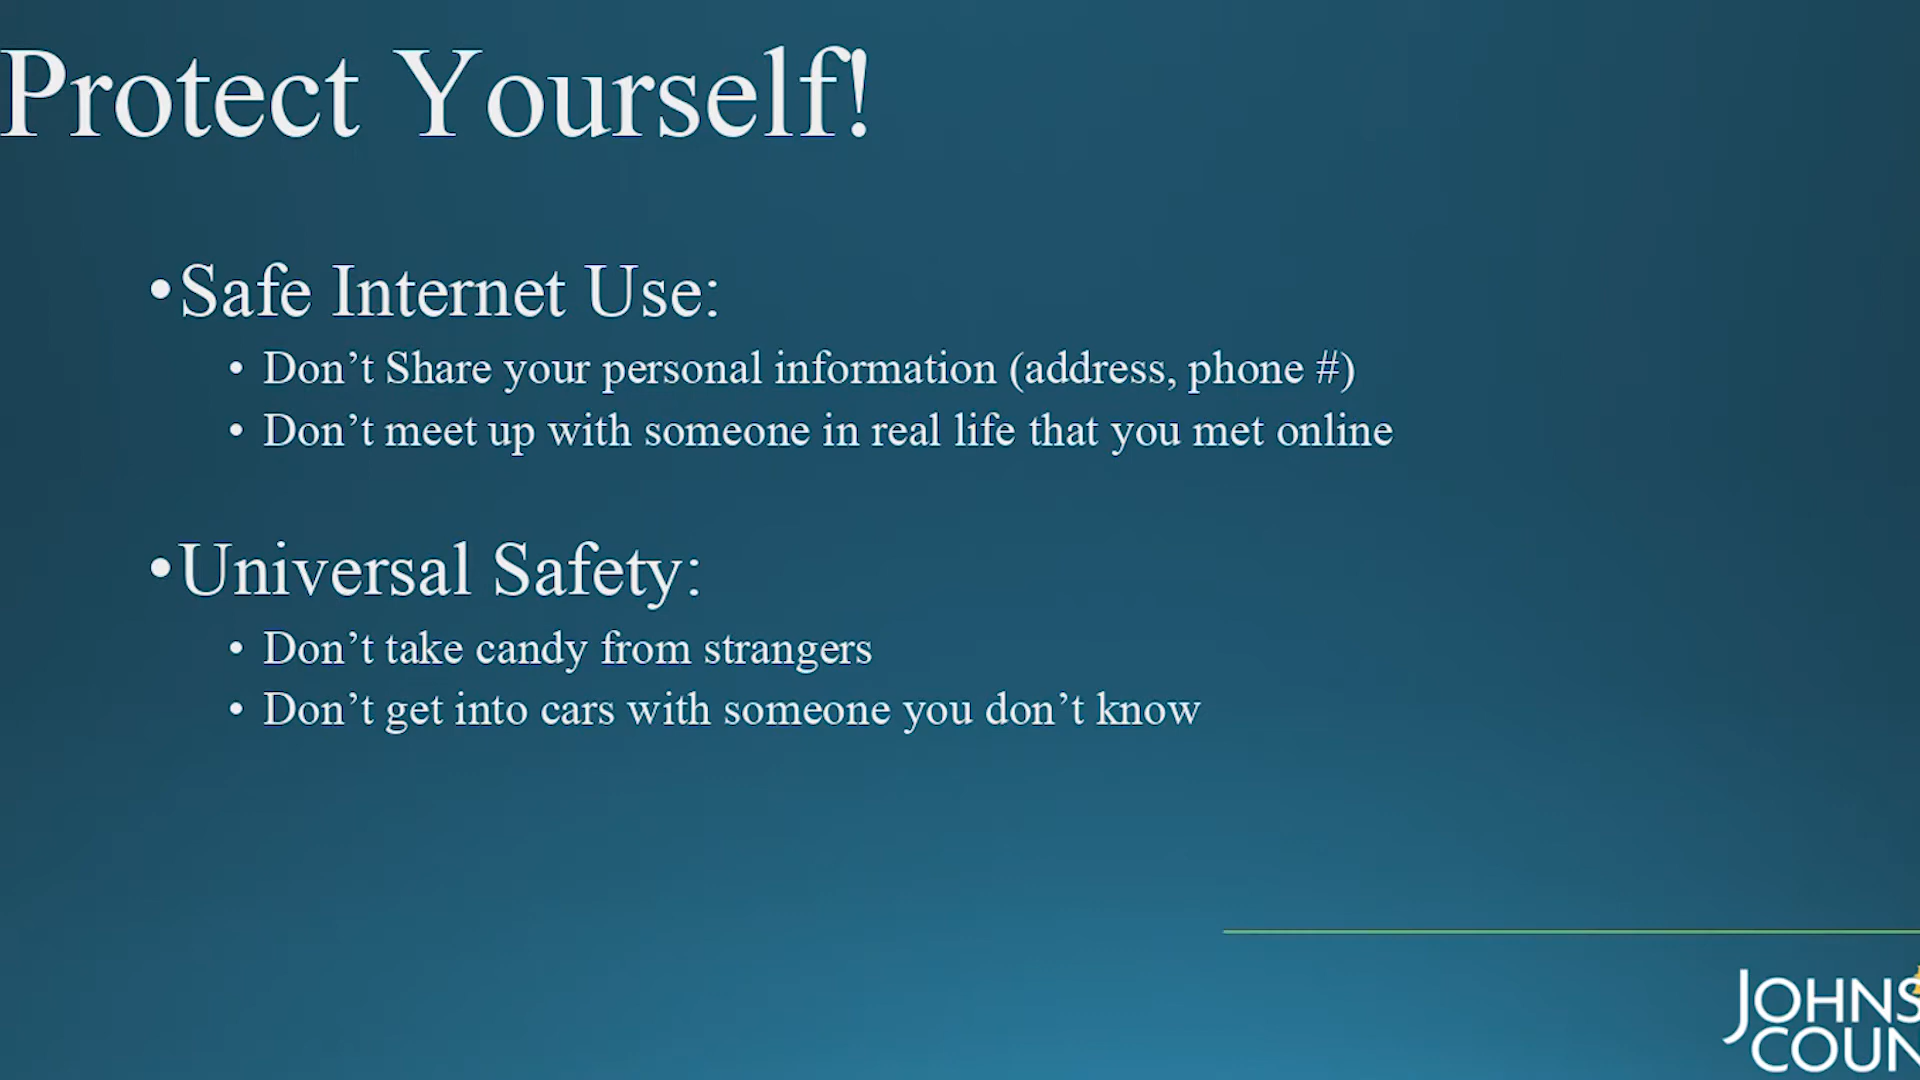 Protect Yourself!
•Safe Internet Use:
• Don’t Share your personal information (address, phone #)
• Don’t meet up with someone in real life that you met online
•Universal Safety:
• Don’t take candy from strangers
• Don’t get into cars with someone you don’t know
JOHNS
COUN